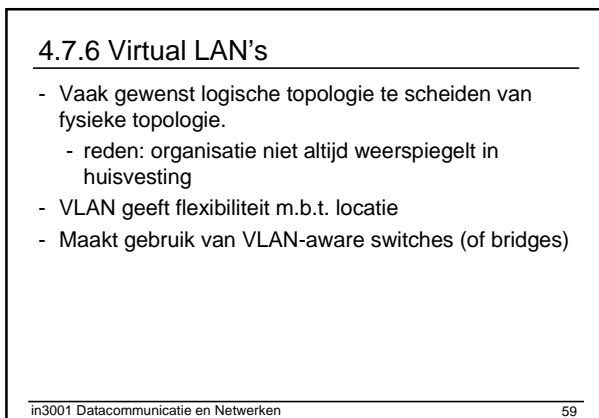 4.7.6 Virtual LAN’s
- Vaak gewenst logische topologie te scheiden van
fysieke topologie.
- reden: organisatie niet altijd weerspiegelt in
huisvesting
- VLAN geeft flexibiliteit m.b.t. locatie
- Maakt gebruik van VLAN-aware switches (of bridges)
in3001 Datacommunicatie en Netwerken 59